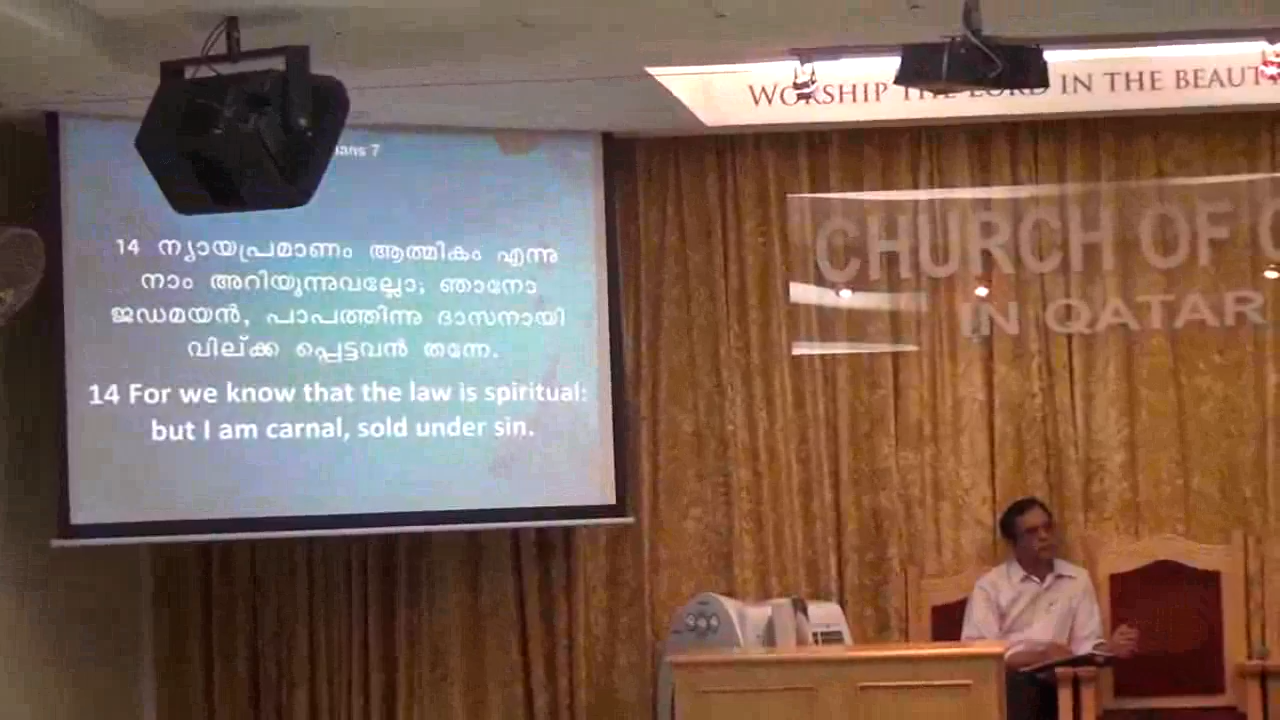 WORSHIP THE LORD IN THE BEAUT
7
14 ന്യായപ്രമാണം ആത്മികം എന്നു
നാം അറിയുന്നുവല്ലോ; ഞാനോ
ജഡമയൻ, പാപത്തിന്നു ദാസനായി
വില്ക്ക പ്പെട്ടവൻ തന്നേ.
14 For we know that the law is spiritual:
but I am carnal, sold under sin.
CHURCH OF
IN QATAR